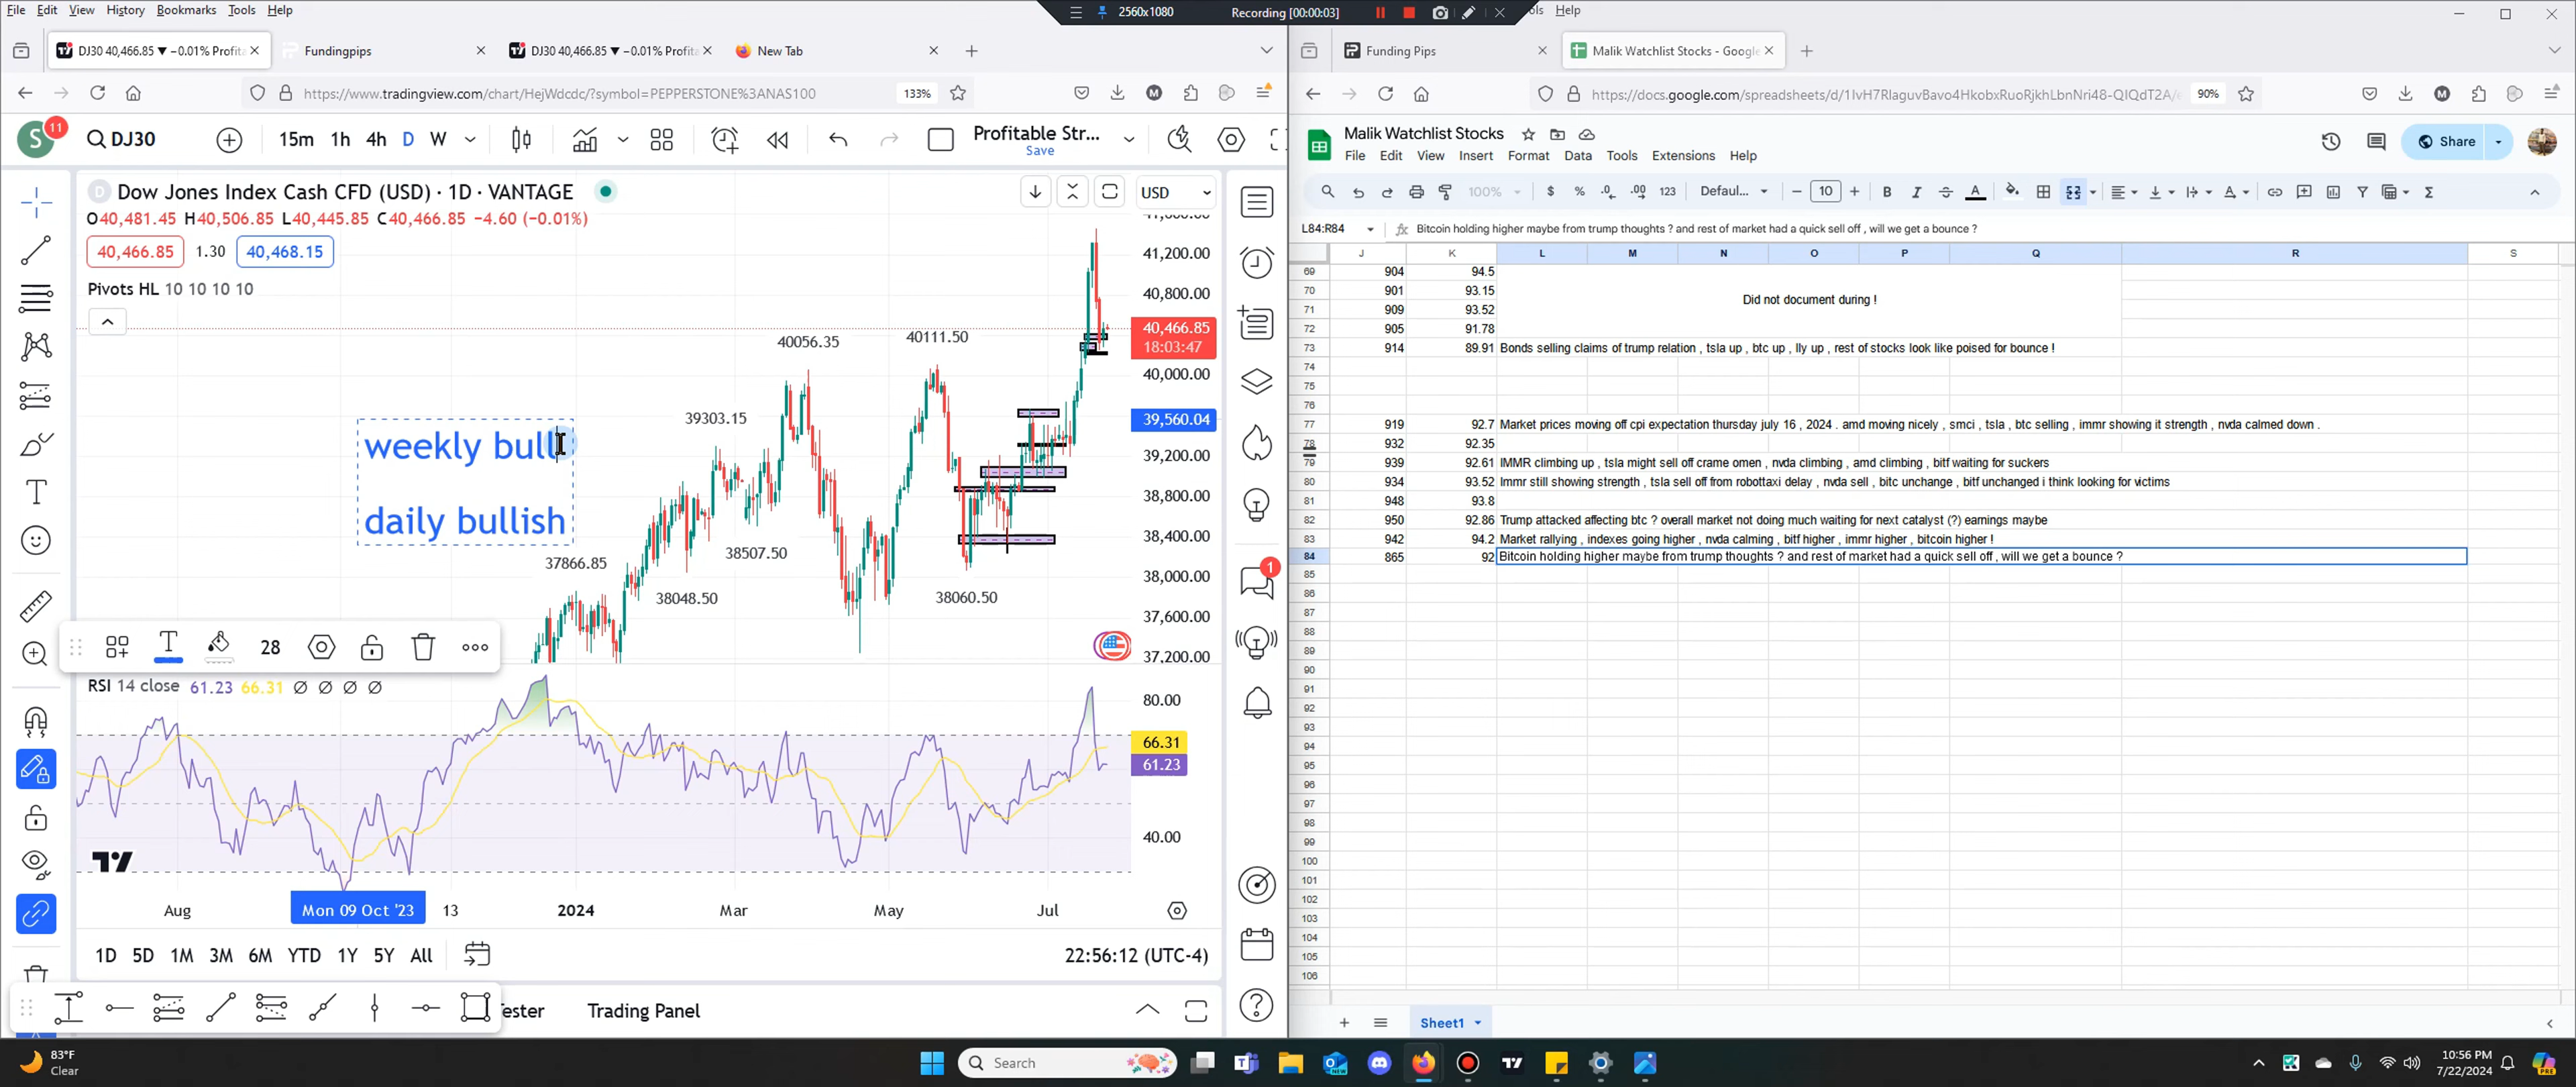 File Edit View History Bookmarks Tools Help
2560x1080 Recording [00:00:03]
ols Help
DJ30 40,466.85 ▼ −0.01% Profita
Fundingpips
DJ30 40,466.85 ▼ −0.01% Profita
New Tab
https://www.tradingview.com/chart/HejWdcdc/?symbol=PEPPERSTONE%3ANAS100
133%
S 11
DJ30
15m 1h 4h D W
Profitable Str...
Save
D Dow Jones Index Cash CFD (USD) · 1D · VANTAGE
USD
O40,481.45 H40,506.85 L40,445.85 C40,466.85 −4.60 (−0.01%)
40,466.85 1.30 40,468.15
Pivots HL 10 10 10 10
41,200.00
40,800.00
40,466.85
18:03:47
40,000.00
39,560.04
39,200.00
38,800.00
38,400.00
38,000.00
37,600.00
37,200.00
40056.35
40111.50
39303.15
weekly bull
daily bullish
37866.85
38507.50
38048.50
38060.50
28
RSI 14 close 61.23 66.31 Ø Ø Ø Ø
80.00
66.31
61.23
40.00
Aug Mon 09 Oct '23 13 2024 Mar May Jul
1D 5D 1M 3M 6M YTD 1Y 5Y All
22:56:12 (UTC-4)
ester Trading Panel
1
Funding Pips
Malik Watchlist Stocks - Google
90%
Malik Watchlist Stocks
File Edit View Insert Format Data Tools Extensions Help
Share
100% $ % .0 .00 123 Defaul... 10 B I
L84:R84 fx Bitcoin holding higher maybe from trump thoughts ? and rest of market had a quick sell off , will we get a bounce ?
J K L M N O P Q R S
69 904 94.5
70 901 93.15
Did not document during !
71 909 93.52
72 905 91.78
73 914 89.91 Bonds selling claims of trump relation , tsla up , btc up , lly up , rest of stocks look like poised for bounce !
74
75
76
77 919 92.7 Market prices moving off cpi expectation thursday july 16 , 2024 . amd moving nicely , smci , tsla , btc selling , immr showing it strength , nvda calmed down .
78 932 92.35
79 939 92.61 IMMR climbing up , tsla might sell off crame omen , nvda climbing , amd climbing , bitf waiting for suckers
80 934 93.52 Immr still showing strength , tsla sell off from robottaxi delay , nvda sell , bitc unchange , bitf unchanged i think looking for victims
81 948 93.8
82 950 92.86 Trump attacked affecting btc ? overall market not doing much waiting for next catalyst (?) earnings maybe
83 942 94.2 Market rallying , indexes going higher , nvda calming , bitf higher , immr higher , bitcoin higher !
84 865 92 Bitcoin holding higher maybe from trump thoughts ? and rest of market had a quick sell off , will we get a bounce ?
85
86
87
88
89
90
91
92
93
94
95
96
97
98
99
100
101
102
103
104
105
106
Sheet1
83°F
Clear
Search
10:56 PM
7/22/2024